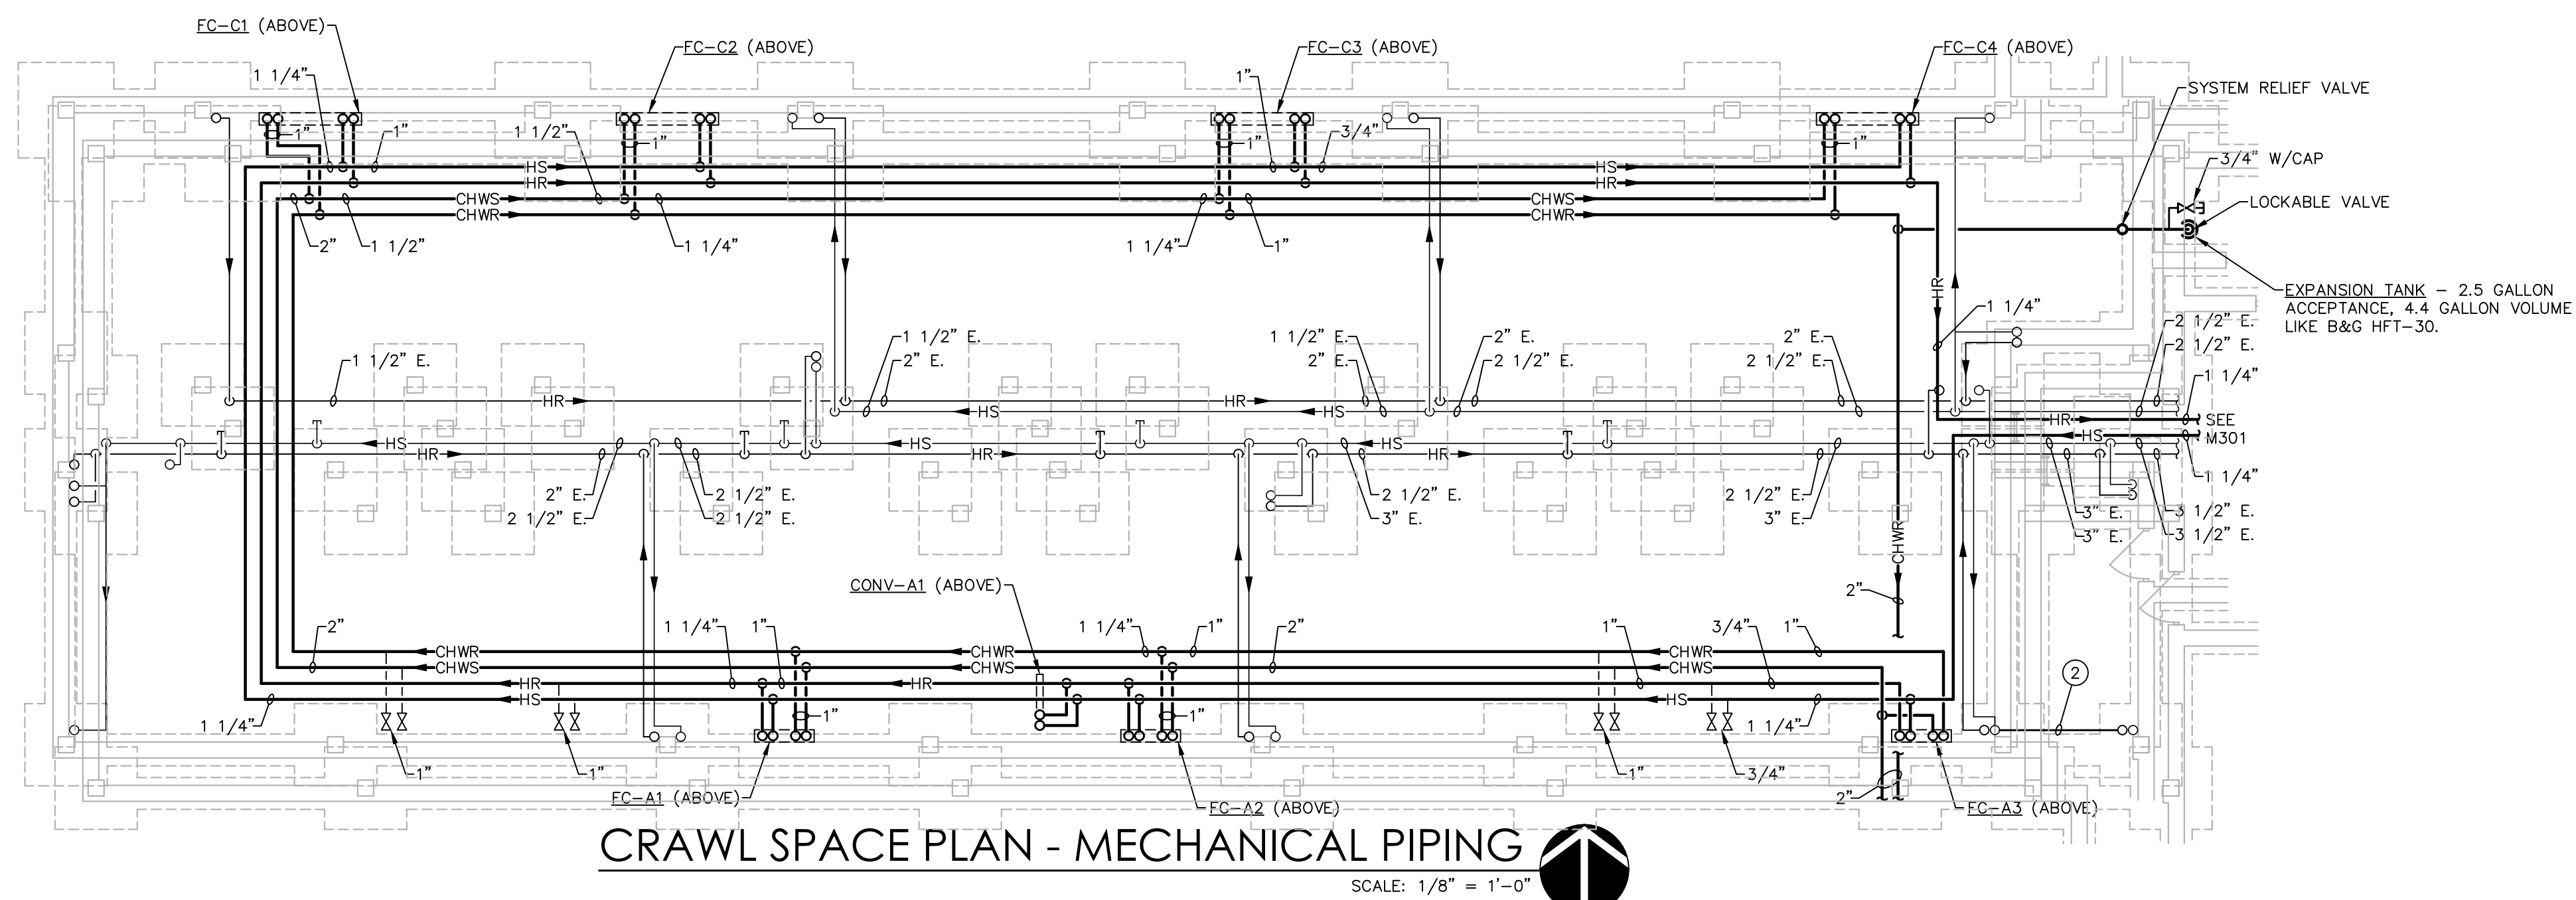 FC-C1 (ABOVE)
FC-C2 (ABOVE)
FC-C3 (ABOVE)
FC-C4 (ABOVE)
1 1/4"
1"
SYSTEM RELIEF VALVE
1"
1"
1 1/2"
1"
1"
3/4"
1"
3/4" W/CAP
HS
HS
HR
HR
CHWS
CHWS
CHWR
CHWR
LOCKABLE VALVE
2"
1 1/2"
1 1/4"
1 1/4"
1"
HR
EXPANSION TANK - 2.5 GALLON
ACCEPTANCE, 4.4 GALLON VOLUME
LIKE B&G HFT-30.
1 1/4"
2 1/2" E.
2 1/2" E.
1 1/2" E.
1 1/2" E.
2" E.
2" E.
1 1/2" E.
2" E.
2" E.
2 1/2" E.
2 1/2" E.
1 1/4"
HR
HR
HS
HS
HR
SEE
HS
M301
HS
HS
HS
HR
HR
HR
1 1/4"
2" E.
2 1/2" E.
2 1/2" E.
2 1/2" E.
2 1/2" E.
3" E.
2 1/2" E.
3" E.
3" E.
3" E.
3 1/2" E.
3 1/2" E.
CHWR
CONV-A1 (ABOVE)
2"
2"
1 1/4"
1"
1 1/4"
1"
2"
1"
3/4"
1"
CHWR
CHWR
CHWR
CHWS
CHWS
CHWS
HR
HR
HS
HS
2
1 1/4"
1"
1"
1 1/4"
1"
1"
1"
3/4"
FC-A1 (ABOVE)
FC-A2 (ABOVE)
2"
FC-A3 (ABOVE)
CRAWL SPACE PLAN - MECHANICAL PIPING
SCALE: 1/8" = 1'-0"